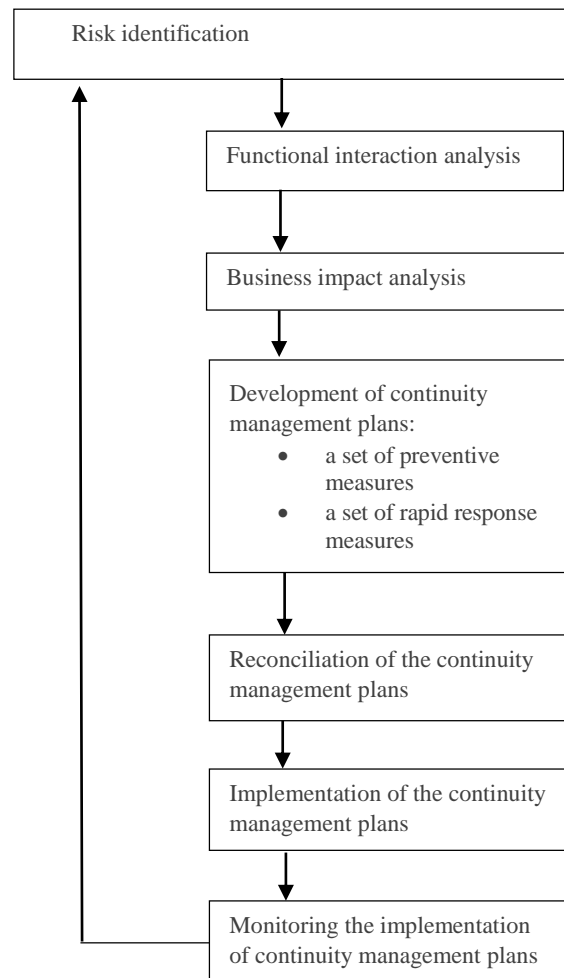 Risk identification
Functional interaction analysis
Business impact analysis
Development of continuity
management plans:
• a set of preventive
measures
• a set of rapid response
measures
Reconciliation of the continuity
management plans
Implementation of the continuity
management plans
Monitoring the implementation
of continuity management plans